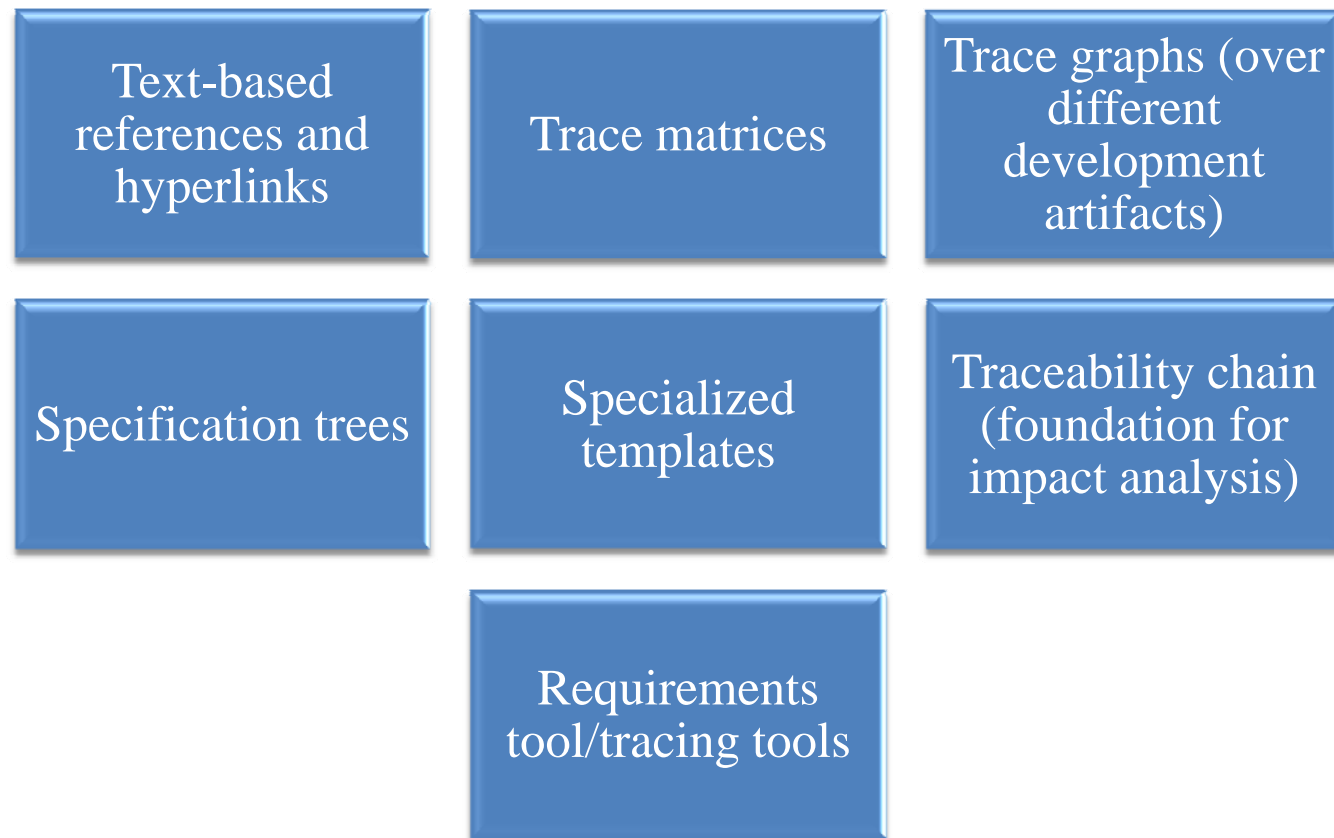 Text-based
references and
hyperlinks
Trace matrices
Trace graphs (over
different
development
artifacts)
Specification trees
Specialized
templates
Traceability chain
(foundation for
impact analysis)
Requirements
tool/tracing tools